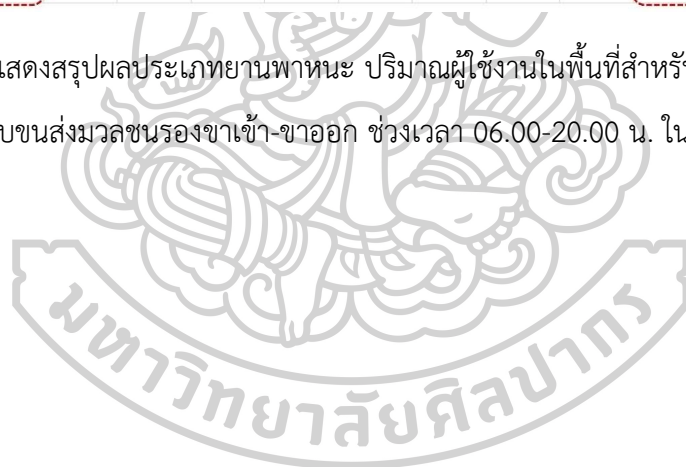 แสดงสรุปผลประเภทยานพาหนะ ปริมาณผู้ใช้งานในพื้นที่สำหรับ
บขนส่งมวลชนรองขาเข้า-ขาออก ช่วงเวลา 06.00-20.00 น. ใน
มหาวิทยาลัยศิลปากร